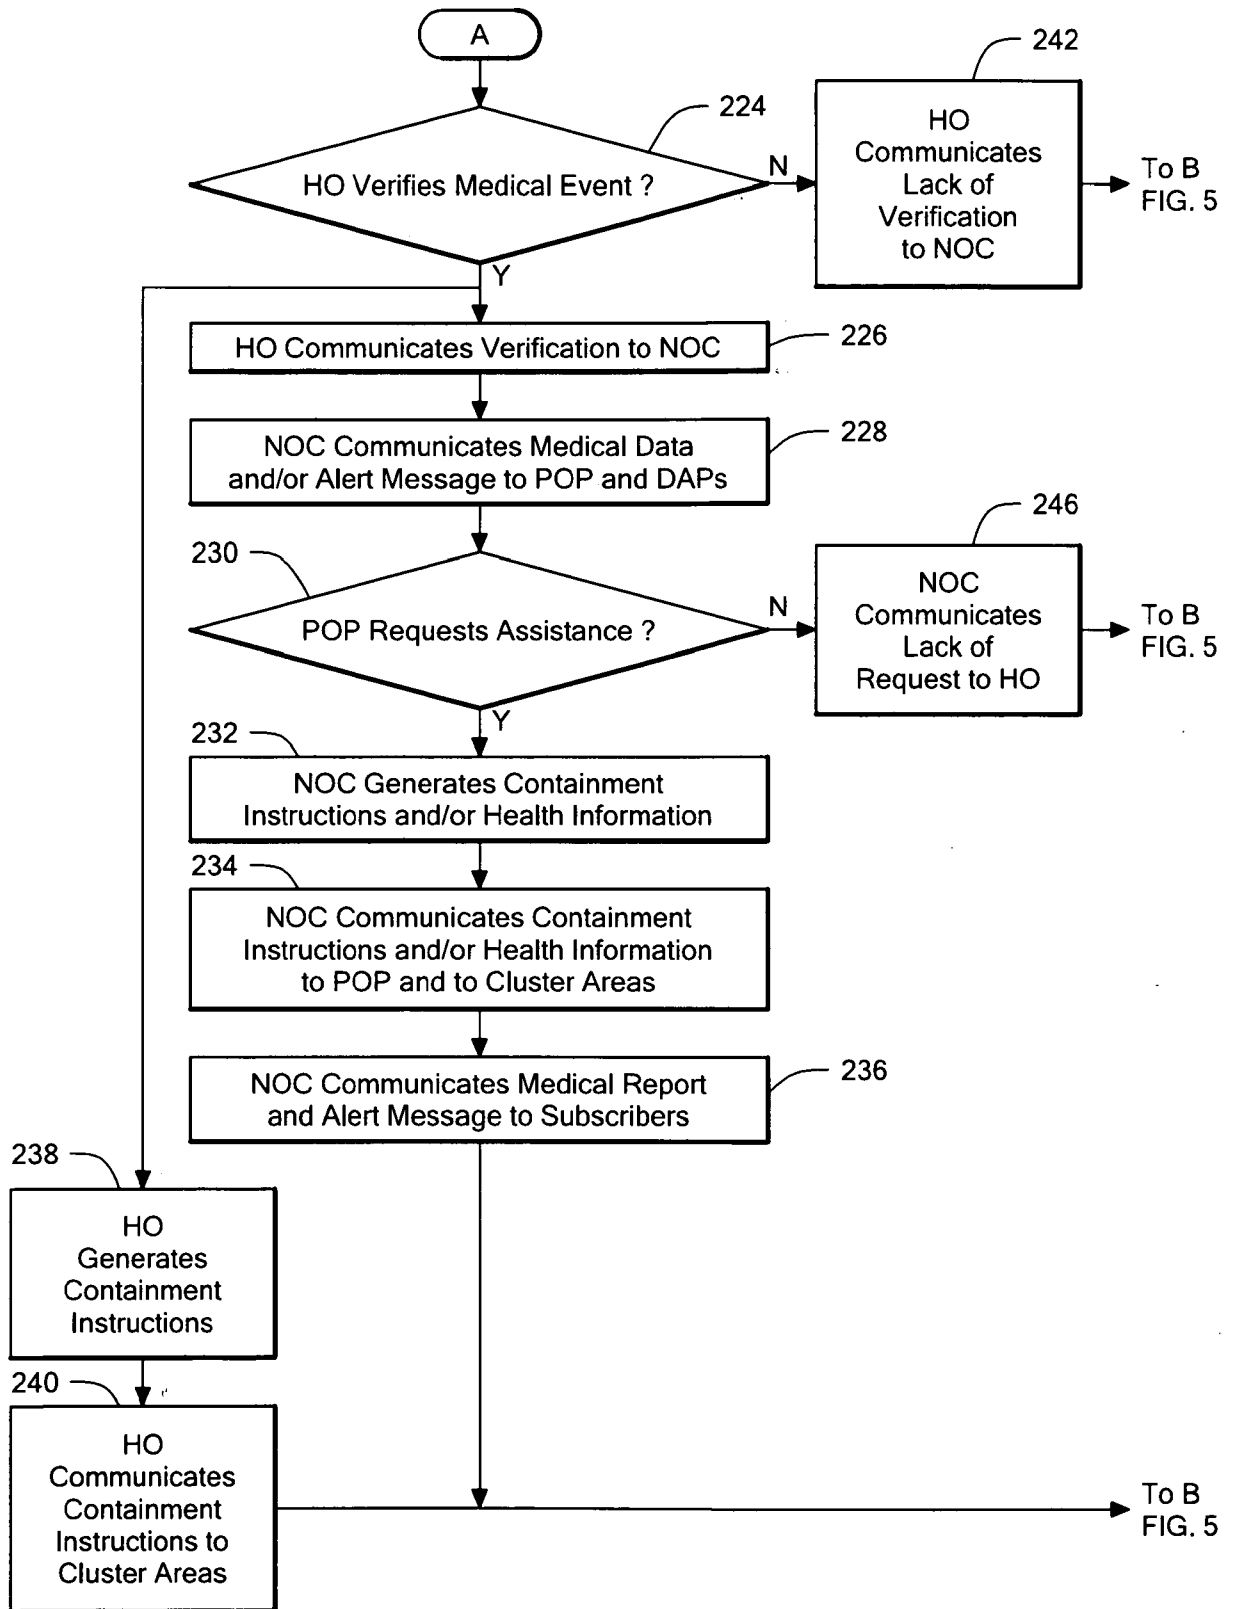 A
242
224
HO
Communicates
Lack of
Verification
to NOC
HO Verifies Medical Event ?
N
To B
FIG. 5
Y
HO Communicates Verification to NOC
226
NOC Communicates Medical Data
and/or Alert Message to POP and DAPs
228
246
230
POP Requests Assistance ?
N
NOC
Communicates
Lack of
Request to HO
To B
FIG. 5
Y
232
NOC Generates Containment
Instructions and/or Health Information
234
NOC Communicates Containment
Instructions and/or Health Information
to POP and to Cluster Areas
NOC Communicates Medical Report
and Alert Message to Subscribers
236
238
HO
Generates
Containment
Instructions
240
HO
Communicates
Containment
Instructions to
Cluster Areas
To B
FIG. 5